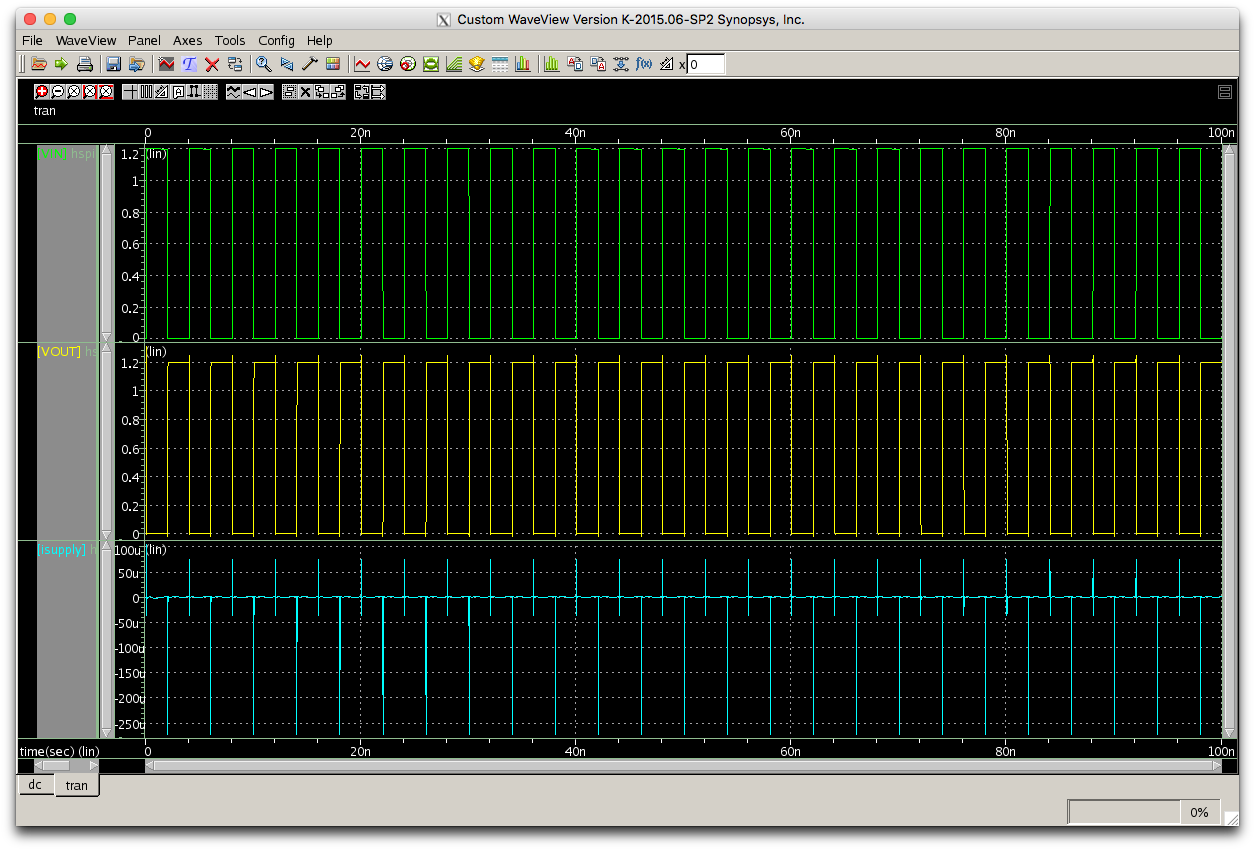 Custom WaveView Version K-2015.06-SP2 Synopsys, Inc.
File WaveView Panel Axes Tools Config Help
x 0
tran
0 20n 40n 60n 80n 100n
hspi (lin)
1.2
1
0.8
0.6
0.4
0.2
0
[VOUT] hs (lin)
1.2
1
0.8
0.6
0.4
0.2
0
[isupply] h (lin)
100u
50u
0
-50u
-100u
-150u
-200u
-250u
time(sec) (lin) 0 20n 40n 60n 80n 100n
dc tran
0%